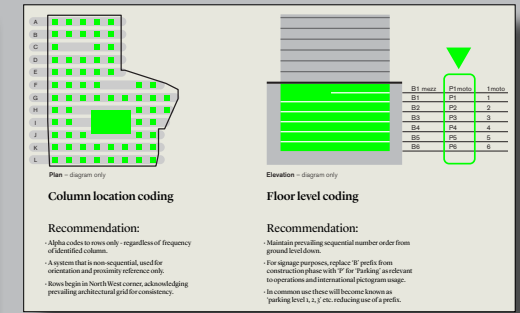 A
B
C
D
E
F
G
H
I
J
K
L
B1 mezz P1moto 1moto
B1 P1 1
B2 P2 2
B3 P3 3
B4 P4 4
B5 P5 5
B6 P6 6
Plan – diagram only
Elevation – diagram only
Column location coding
Floor level coding
Recommendation:
· Alpha codes to rows only - regardless of frequency
of identified column.
· A system that is non-sequential, used for
orientation and proximity reference only.
· Rows begin in North West corner, acknowledging
prevailing architectural grid for consistency.
Recommendation:
· Maintain prevailing sequential number order from
ground level down.
· For signage purposes, replace 'B' prefix from
construction phase with 'P' for 'Parking' as relevant
to operations and international pictogram usage.
· In common use these will become known as
'parking level 1, 2, 3' etc. reducing use of a prefix.